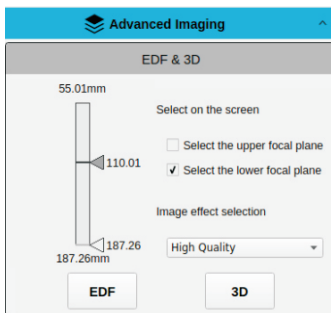 Advanced Imaging
EDF & 3D
55.01mm
Select on the screen
Select the upper focal plane
110.01
Select the lower focal plane
Image effect selection
187.26
187.26mm
High Quality
EDF
3D